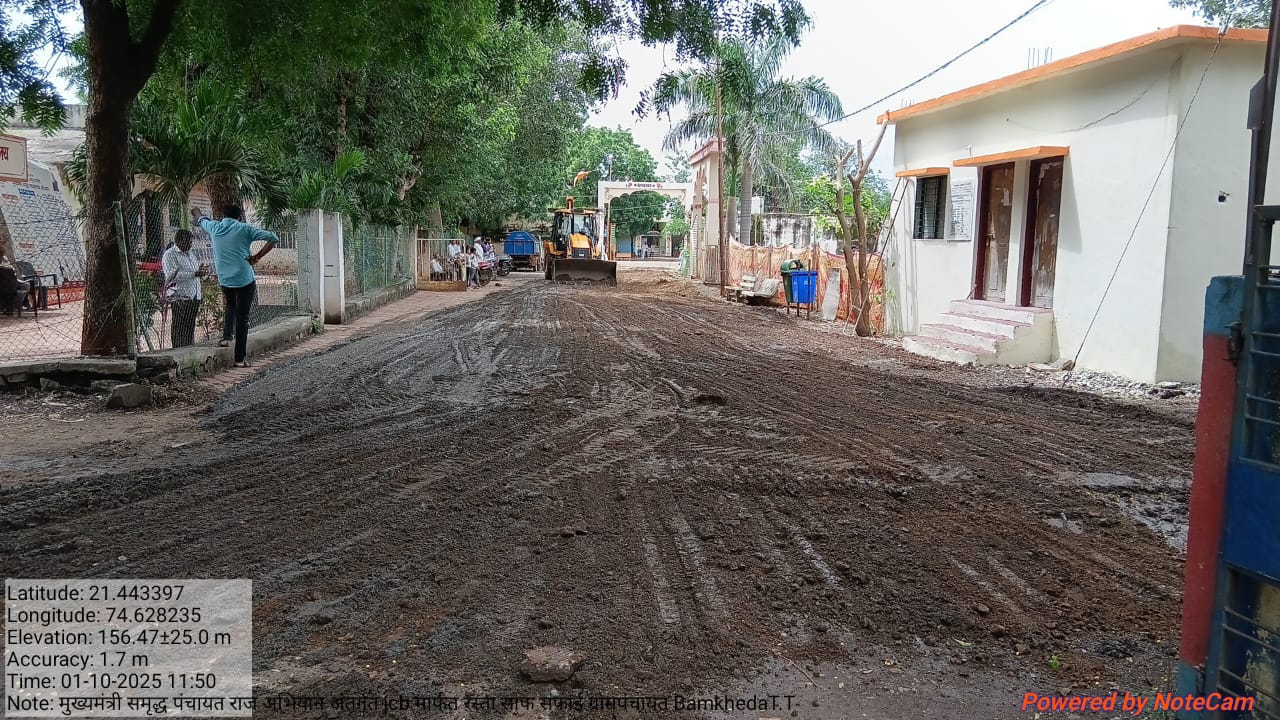 Latitude: 21.443397
Longitude: 74.628235
Elevation: 156.47±25.0 m
Accuracy: 1.7 m
Time: 01-10-2025 11:50
Note: मुख्यमंत्री समृद्ध पंचायत राज अभियान अंतर्गत jcb मार्फत रस्ता साफ सफाई ग्रामपंचायत BamkhedaT.T-
Powered by NoteCam